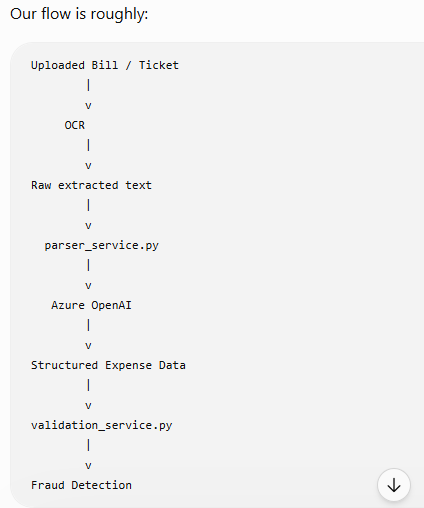 Our flow is roughly:
Uploaded Bill / Ticket
|
v
OCR
|
v
Raw extracted text
|
v
parser_service.py
|
v
Azure OpenAI
|
v
Structured Expense Data
|
v
validation_service.py
|
v
Fraud Detection